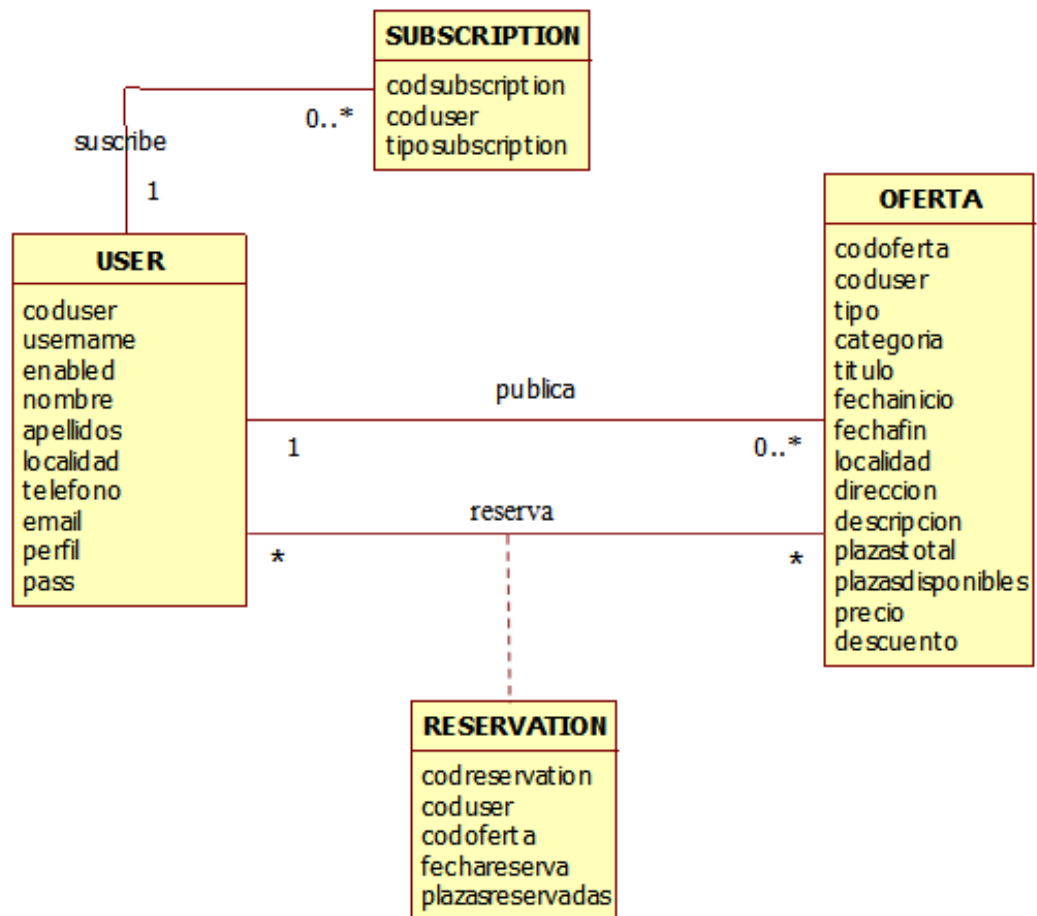 SUBSCRIPTION
codsubscription
coduser
tiposubscription
0..*
suscribe
1
USER
coduser
username
enabled
nombre
apellidos
localidad
telefono
email
perfil
pass
OFERTA
codoferta
coduser
tipo
categoria
titulo
fechainicio
fechafin
localidad
direccion
descripcion
plazastotal
plazasdisponibles
precio
descuento
publica
1
0..*
reserva
*
*
RESERVATION
codreservation
coduser
codoferta
fechareserva
plazasreservadas